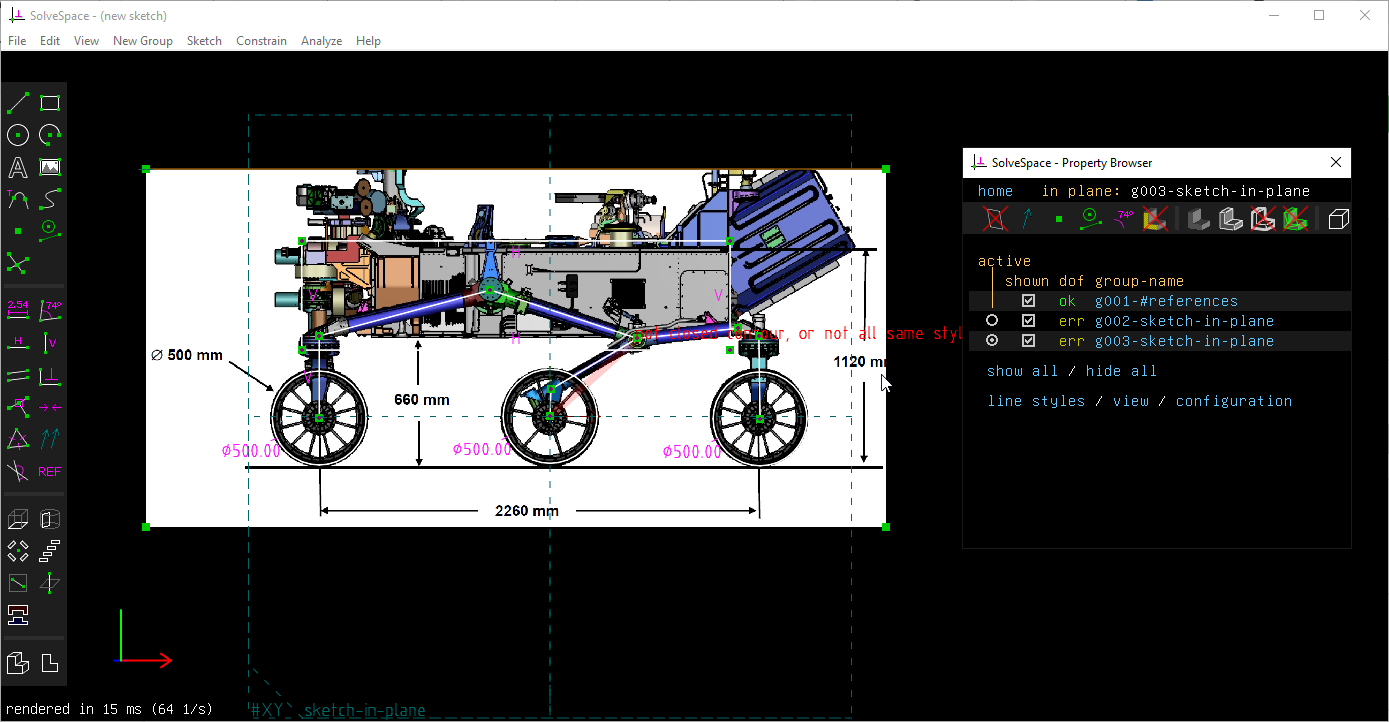 SolveSpace - (new sketch)
File Edit View New Group Sketch Constrain Analyze Help
SolveSpace - Property Browser
home in plane: g003-sketch-in-plane
74°
active
shown dof group-name
ok g001-#references
err g002-sketch-in-plane
err g003-sketch-in-plane
show all / hide all
line styles / view / configuration
2.54 74°
H V
REF
H
V V
not closed contour, or not all same styl
H
V
Ø 500 mm
1120 mm
660 mm
Ø500.00 Ø500.00 Ø500.00
2260 mm
rendered in 15 ms (64 1/s)
#XY sketch-in-plane